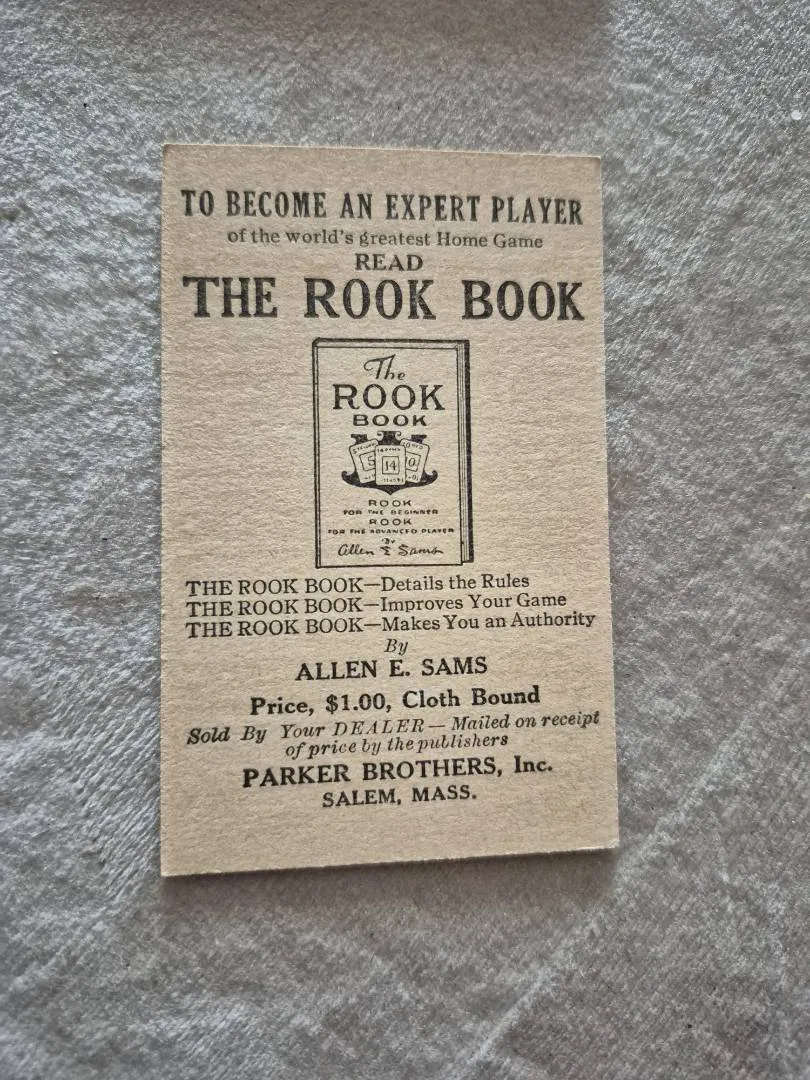 TO BECOME AN EXPERT PLAYER
of the world's greatest Home Game
READ
THE ROOK BOOK
The
ROOK
BOOK
14
ROOK
FOR THE BEGINNER
ROOK
FOR THE ADVANCED PLAYER
By
Allen E Sams
THE ROOK BOOK—Details the Rules
THE ROOK BOOK—Improves Your Game
THE ROOK BOOK—Makes You an Authority
By
ALLEN E. SAMS
Price, $1.00, Cloth Bound
Sold By Your DEALER — Mailed on receipt
of price by the publishers
PARKER BROTHERS, Inc.
SALEM, MASS.